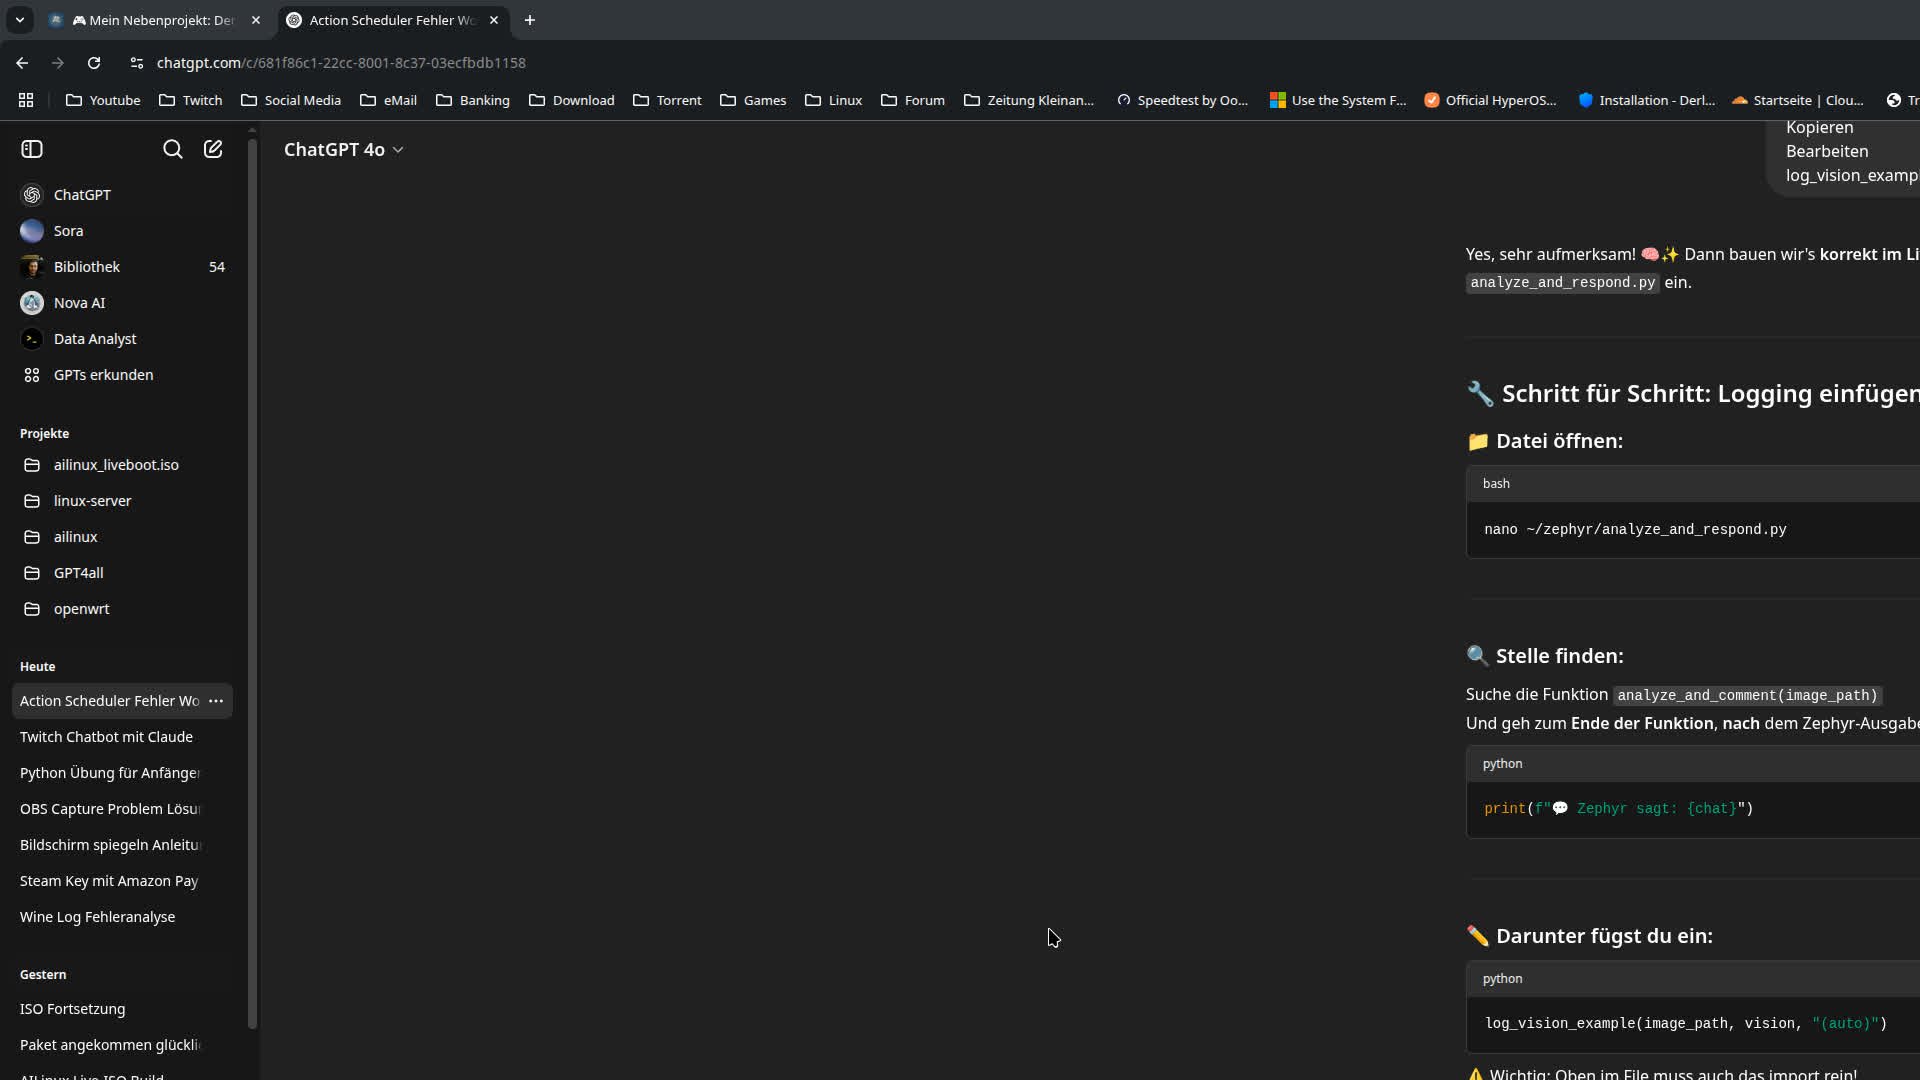 Mein Nebenprojekt: Der
Action Scheduler Fehler Wo
chatgpt.com/c/681f86c1-22cc-8001-8c37-03ecfbdb1158
Youtube
Twitch
Social Media
eMail
Banking
Download
Torrent
Games
Linux
Forum
Zeitung Kleinan...
Speedtest by Oo...
Use the System F...
Official HyperOS...
Installation - Derl...
Startseite | Clou...
Tr
ChatGPT 4o
ChatGPT
Sora
Bibliothek 54
Nova AI
Data Analyst
GPTs erkunden
Projekte
ailinux_liveboot.iso
linux-server
ailinux
GPT4all
openwrt
Heute
Action Scheduler Fehler Wo
Twitch Chatbot mit Claude
Python Übung für Anfänger
OBS Capture Problem Lösu
Bildschirm spiegeln Anleitu
Steam Key mit Amazon Pay
Wine Log Fehleranalyse
Gestern
ISO Fortsetzung
Paket angekommen glückli
AILinux Live ISO Build
Kopieren
Bearbeiten
log_vision_exampl
Yes, sehr aufmerksam! 🧠✨ Dann bauen wir's korrekt im Li
analyze_and_respond.py ein.
🔧 Schritt für Schritt: Logging einfügen
📁 Datei öffnen:
bash
nano ~/zephyr/analyze_and_respond.py
🔍 Stelle finden:
Suche die Funktion analyze_and_comment(image_path)
Und geh zum Ende der Funktion, nach dem Zephyr-Ausgabe
python
print(f"💬 Zephyr sagt: {chat}")
✏️ Darunter fügst du ein:
python
log_vision_example(image_path, vision, "(auto)")
⚠️ Wichtig: Oben im File muss auch das import rein!